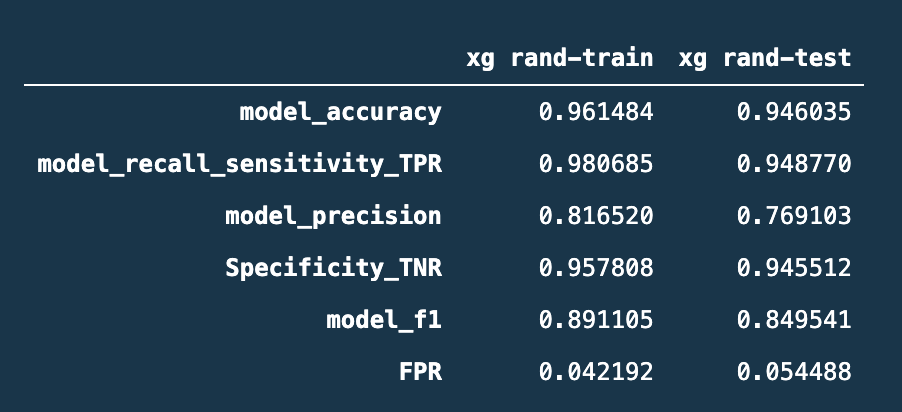 xg rand-train xg rand-test
model_accuracy 0.961484 0.946035
model_recall_sensitivity_TPR 0.980685 0.948770
model_precision 0.816520 0.769103
Specificity_TNR 0.957808 0.945512
model_f1 0.891105 0.849541
FPR 0.042192 0.054488